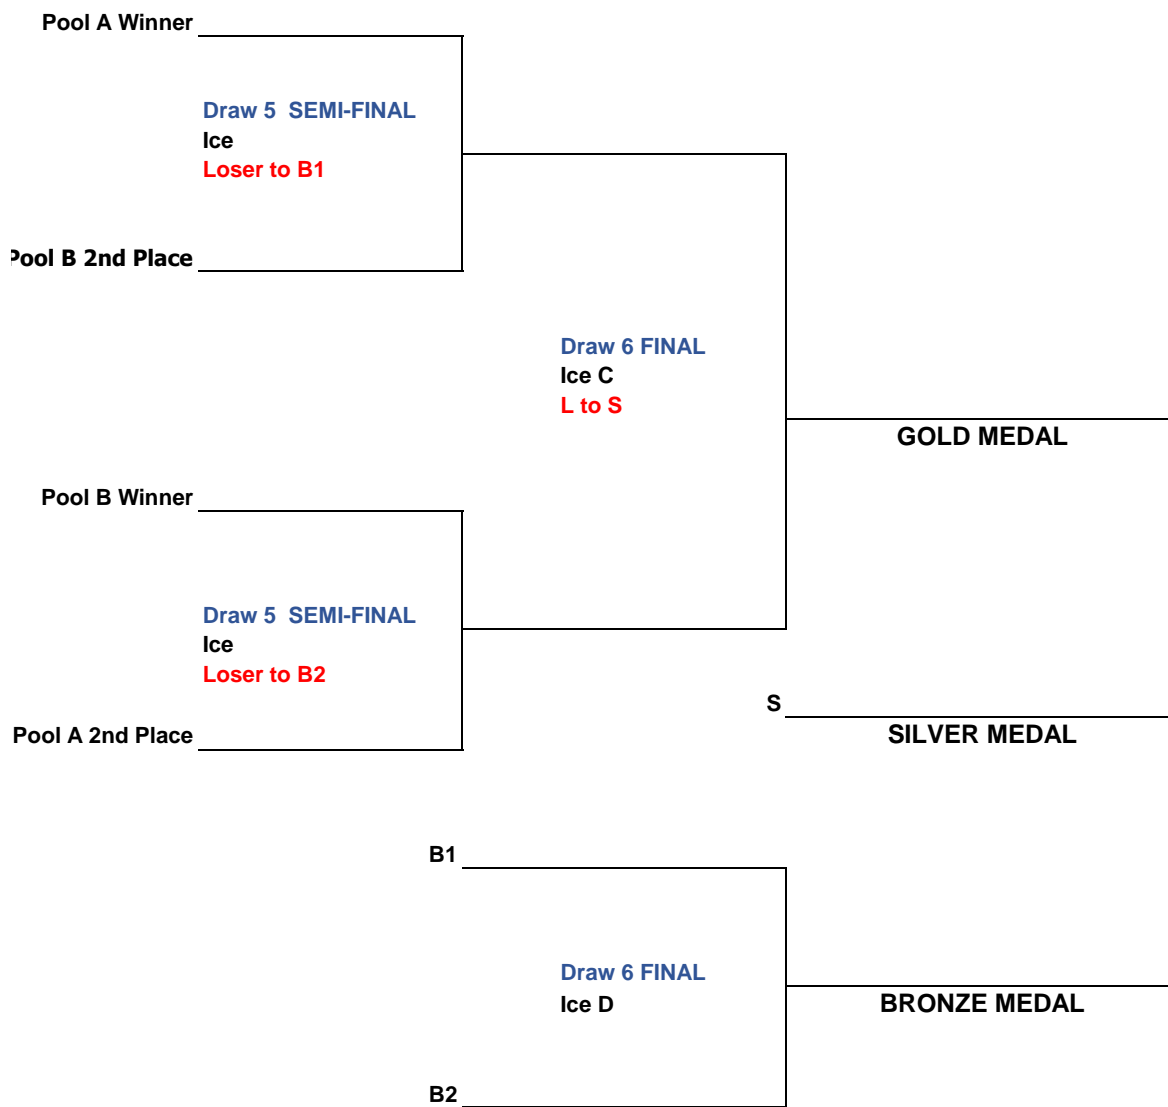 Pool A Winner
Draw 5  SEMI-FINAL
Ice
Loser to B1
Pool B 2nd Place
Draw 6 FINAL
Ice C
L to S
GOLD MEDAL
Pool B Winner
Draw 5  SEMI-FINAL
Ice
Loser to B2
S
SILVER MEDAL
Pool A 2nd Place
B1
Draw 6 FINAL
Ice D
BRONZE MEDAL
B2